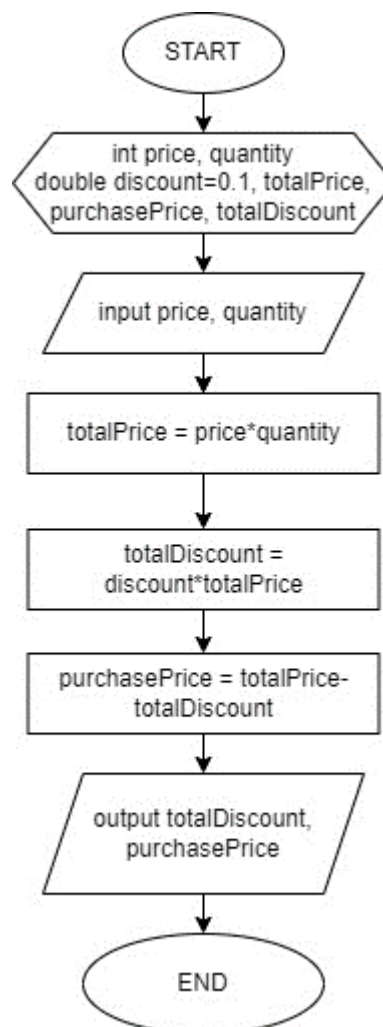 START
int price, quantity
double discount=0.1, totalPrice,
purchasePrice, totalDiscount
input price, quantity
totalPrice = price*quantity
totalDiscount =
discount*totalPrice
purchasePrice = totalPrice-
totalDiscount
output totalDiscount,
purchasePrice
END